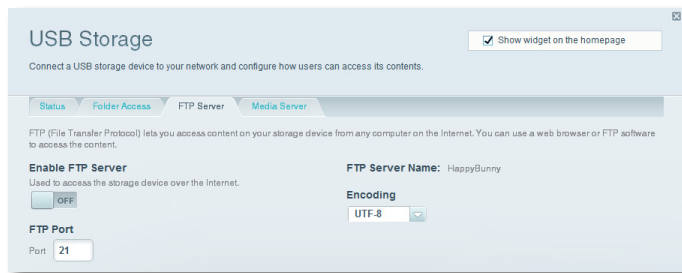 USB Storage
Show widget on the homepage
Connect a USB storage device to your network and configure how users can access its contents.
Status Folder Access FTP Server Media Server
FTP (File Transfer Protocol) lets you access content on your storage device from any computer on the Internet. You can use a web browser or FTP software
to access the content.
Enable FTP Server
Used to access the storage device over the Internet.
OFF
FTP Server Name: HappyBunny
Encoding
UTF-8
FTP Port
Port 21